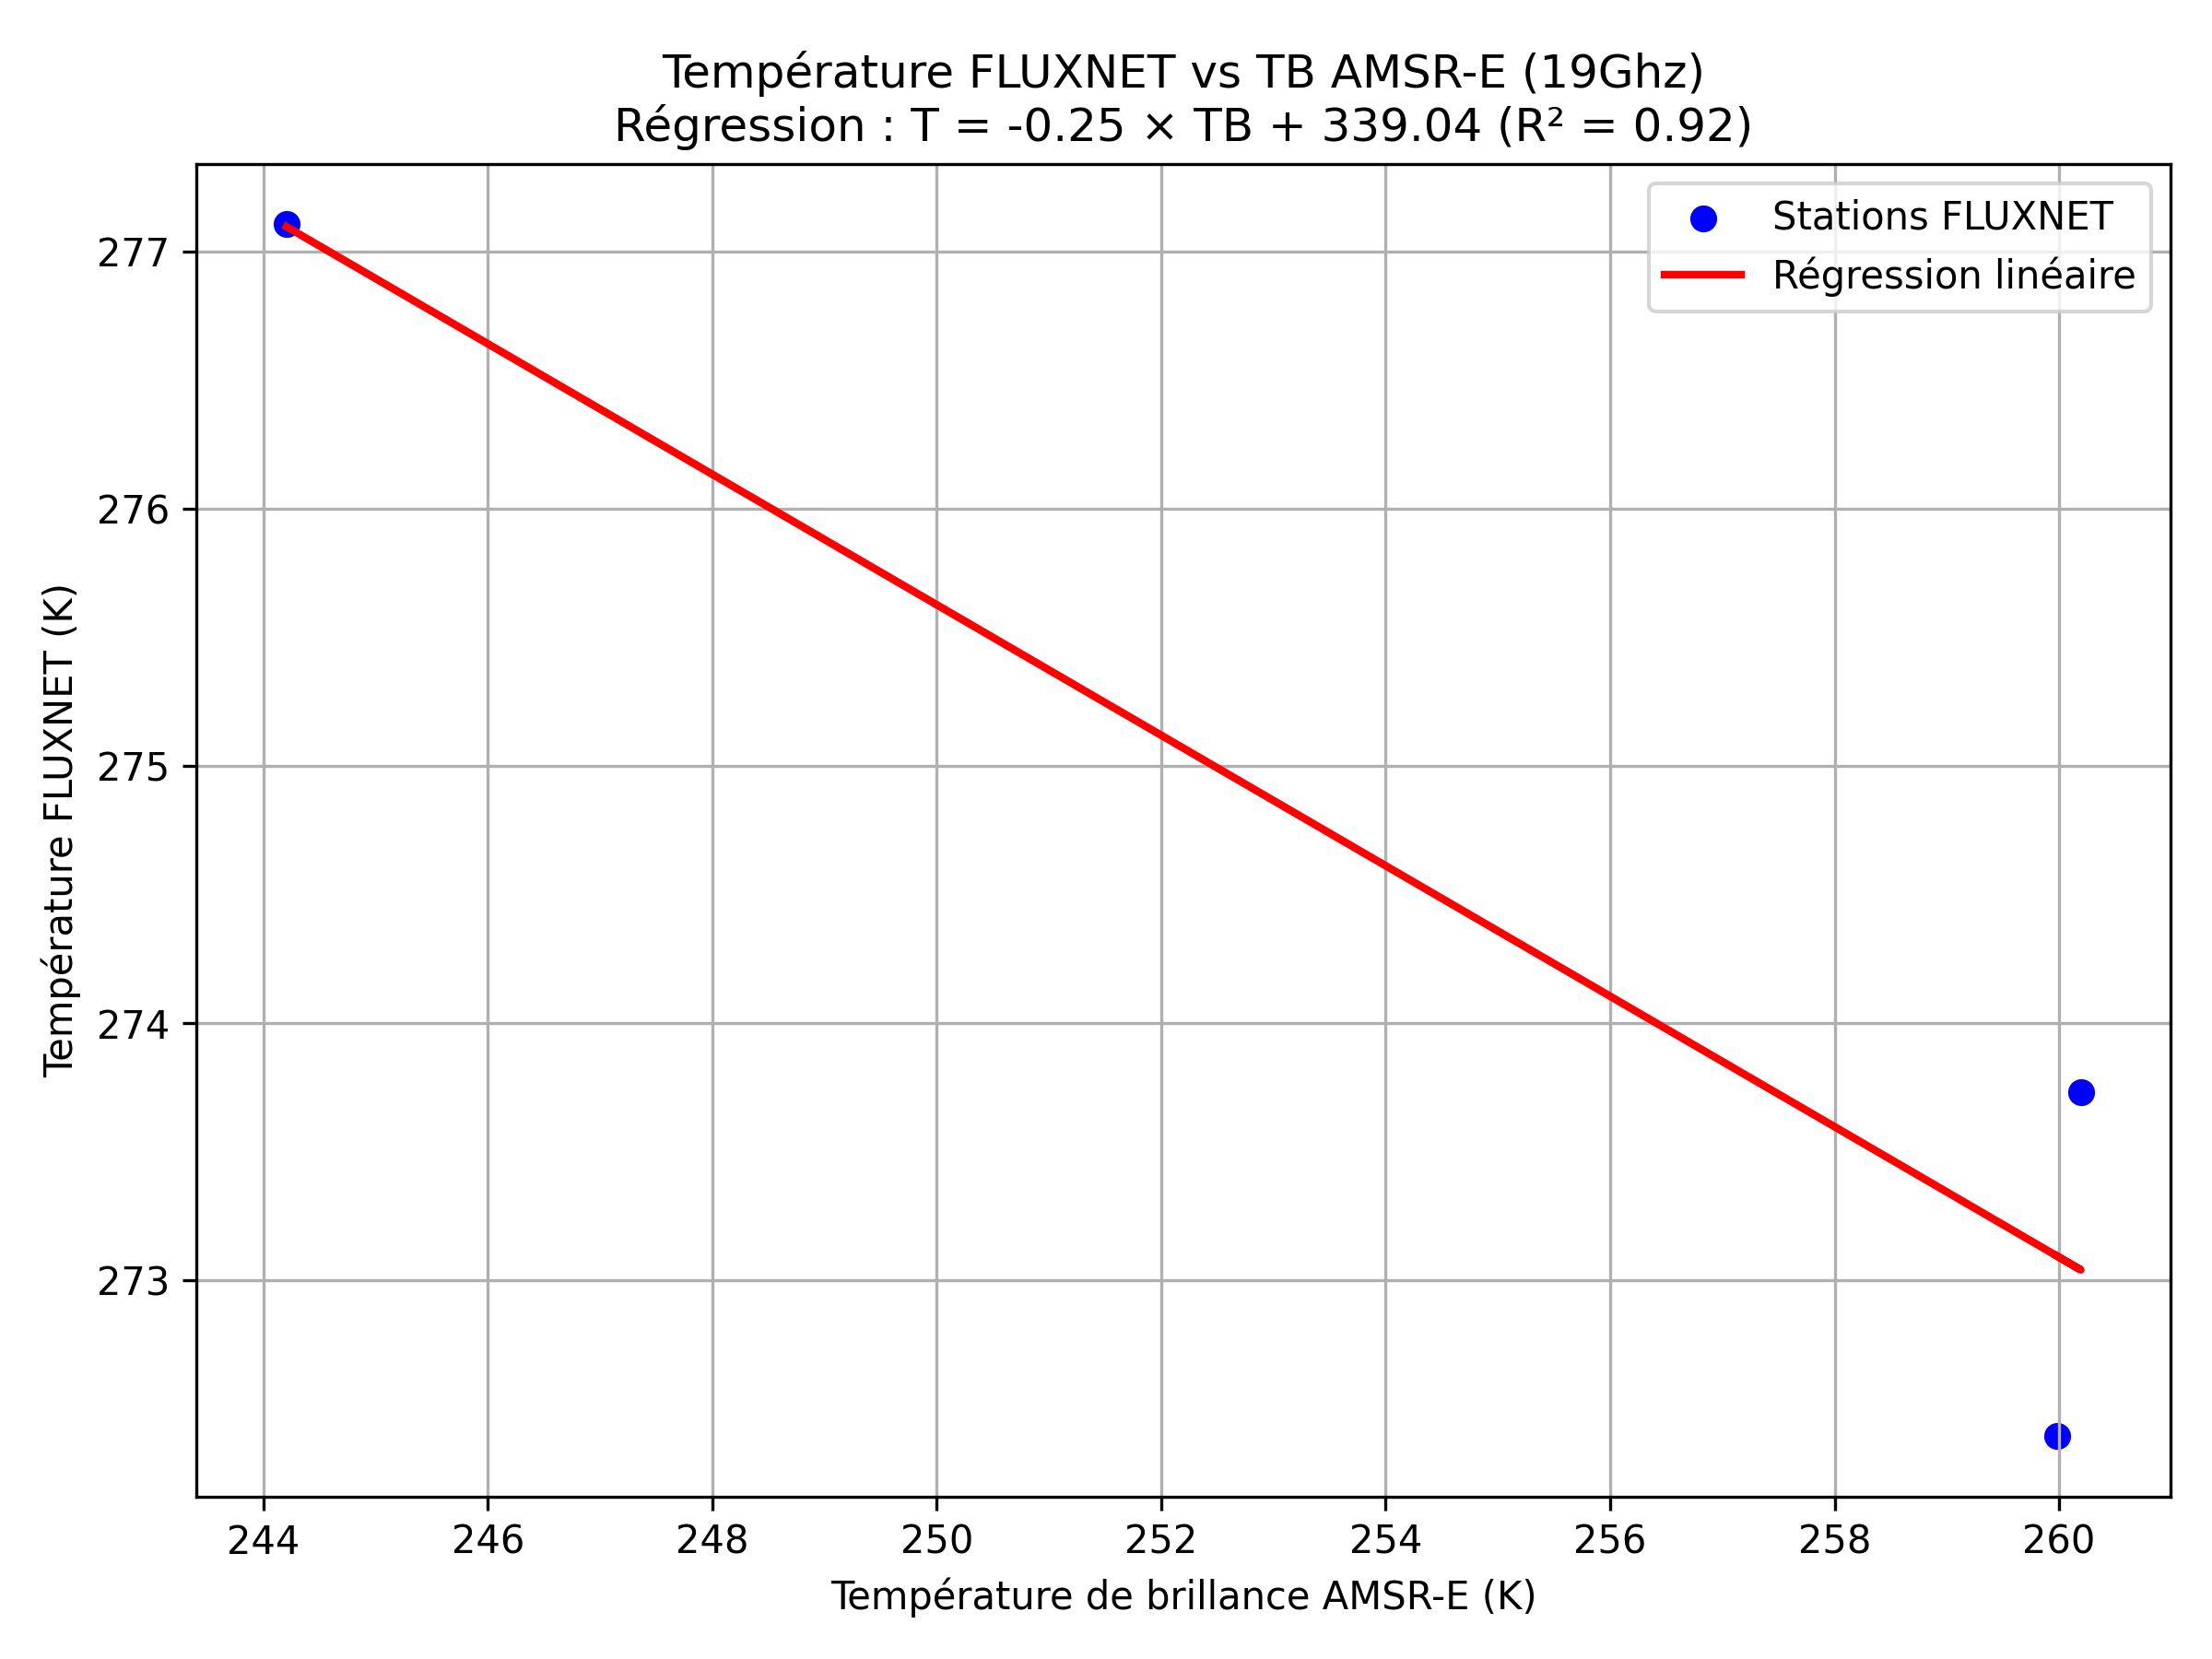 Température FLUXNET vs TB AMSR-E (19Ghz)
Régression : T = -0.25 × TB + 339.04 (R² = 0.92)
Stations FLUXNET
Régression linéaire
Température FLUXNET (K)
277
276
275
274
273
244 246 248 250 252 254 256 258 260
Température de brillance AMSR-E (K)